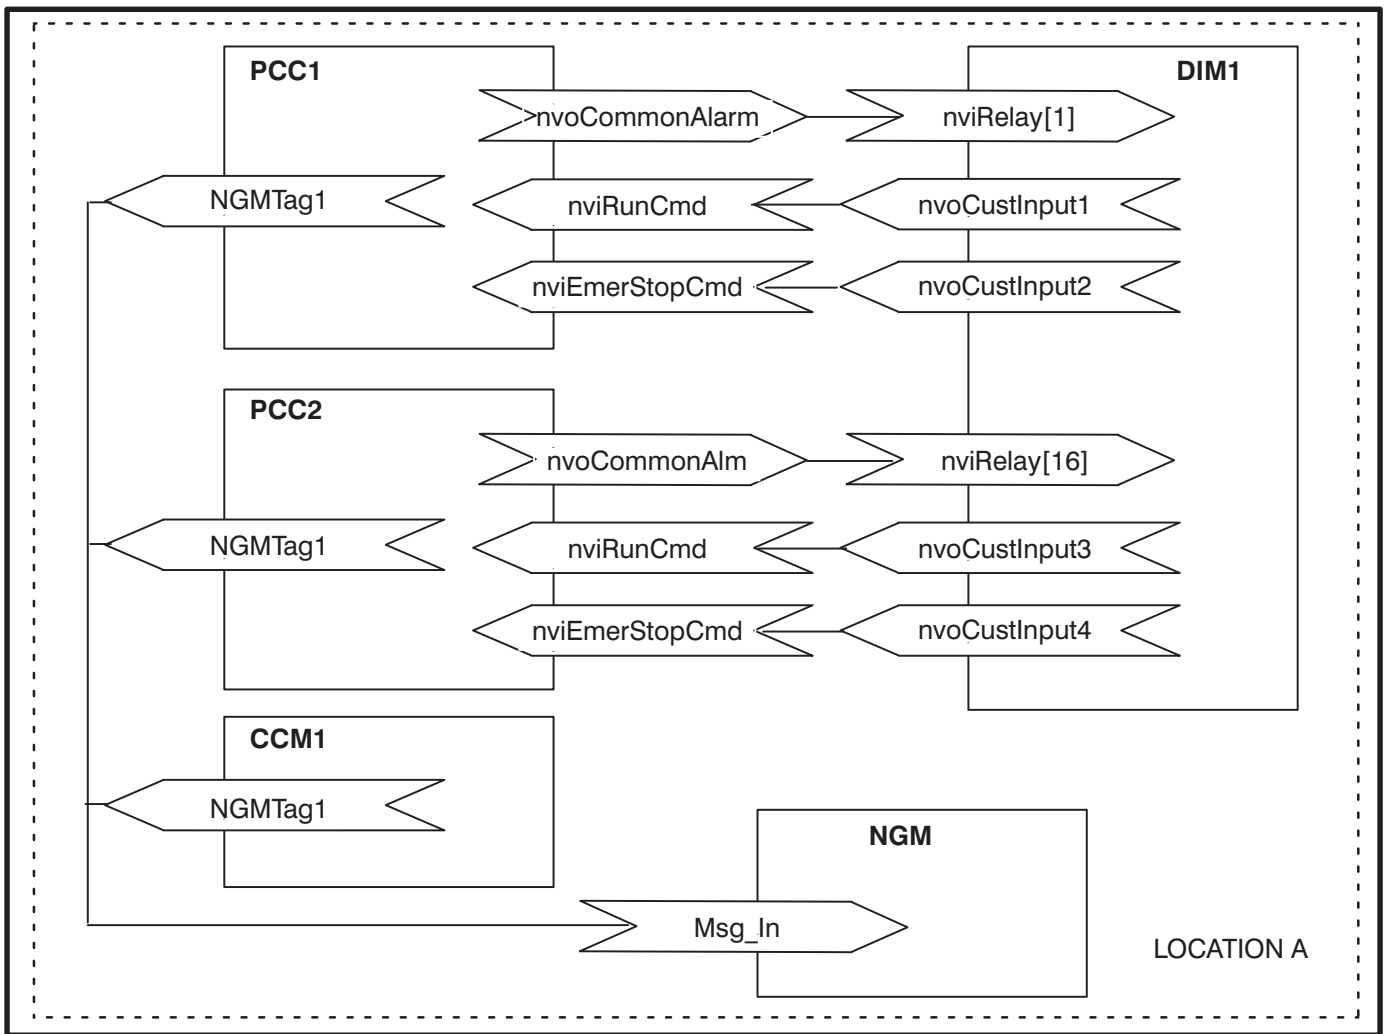 PCC1
DIM1
nvoCommonAlarm
nviRelay[1]
NGMTag1
nviRunCmd
nvoCustInput1
nviEmerStopCmd
nvoCustInput2
PCC2
nvoCommonAlm
nviRelay[16]
NGMTag1
nviRunCmd
nvoCustInput3
nviEmerStopCmd
nvoCustInput4
CCM1
NGMTag1
NGM
Msg_In
LOCATION A